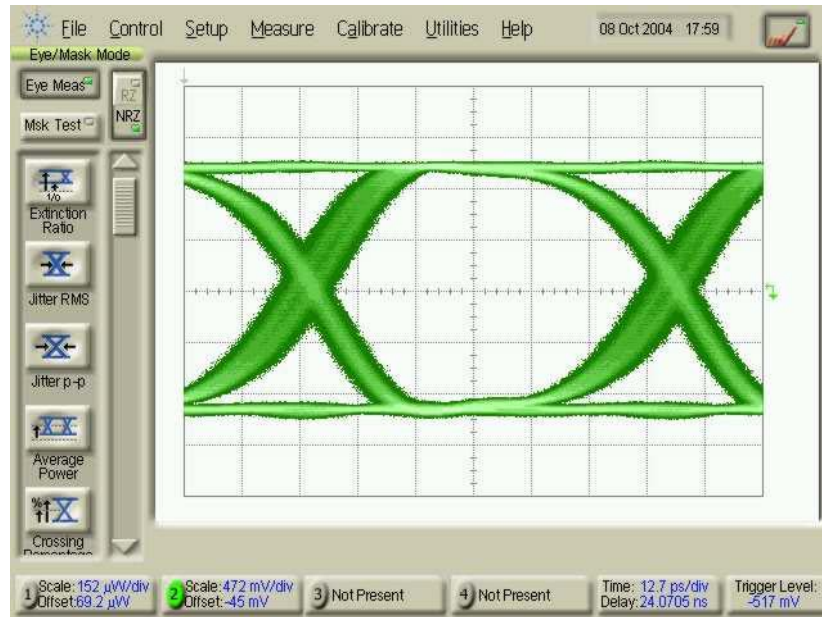 File Control Setup Measure Calibrate Utilities Help 08 Oct 2004 17:59
Eye/Mask Mode
Eye Meas
RZ
NRZ
Msk Test
1/0
Extinction
Ratio
Jitter RMS
Jitter p-p
Average
Power
%
Crossing
Percentage
1 Scale: 152 µW/div
Offset: 69.2 µW
2 Scale: 472 mV/div
Offset: -45 mV
3 Not Present
4 Not Present
Time: 12.7 ps/div
Delay: 24.0705 ns
Trigger Level:
-517 mV